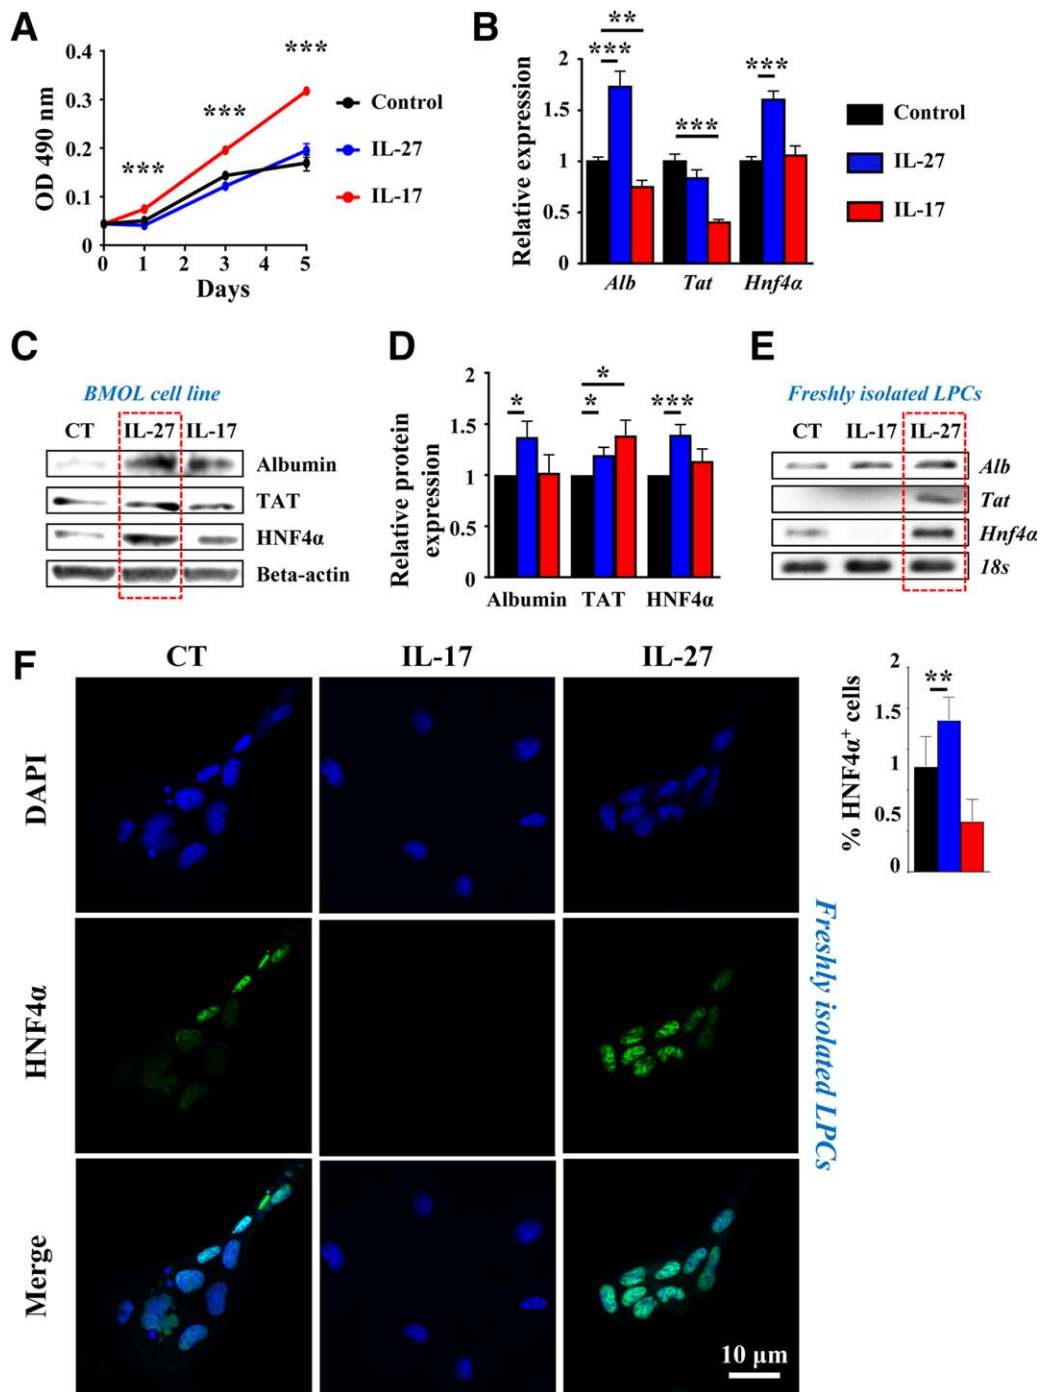 A
***
***
***
0.4
0.3
0.2
0.1
0
OD 490 nm
0 1 2 3 4 5
Days
Control
IL-27
IL-17
B
**
***
***
***
2
1.5
1
0.5
0
Relative expression
Alb Tat Hnf4α
Control
IL-27
IL-17
C
BMOL cell line
CT IL-27 IL-17
Albumin
TAT
HNF4α
Beta-actin
D
*
*
*
***
2
1.5
1
0.5
0
Relative protein
expression
Albumin TAT HNF4α
E
Freshly isolated LPCs
CT IL-17 IL-27
Alb
Tat
Hnf4α
18s
F
CT IL-17 IL-27
DAPI
HNF4α
Merge
10 µm
**
2
1.5
1
0.5
0
% HNF4α+ cells
Freshly isolated LPCs